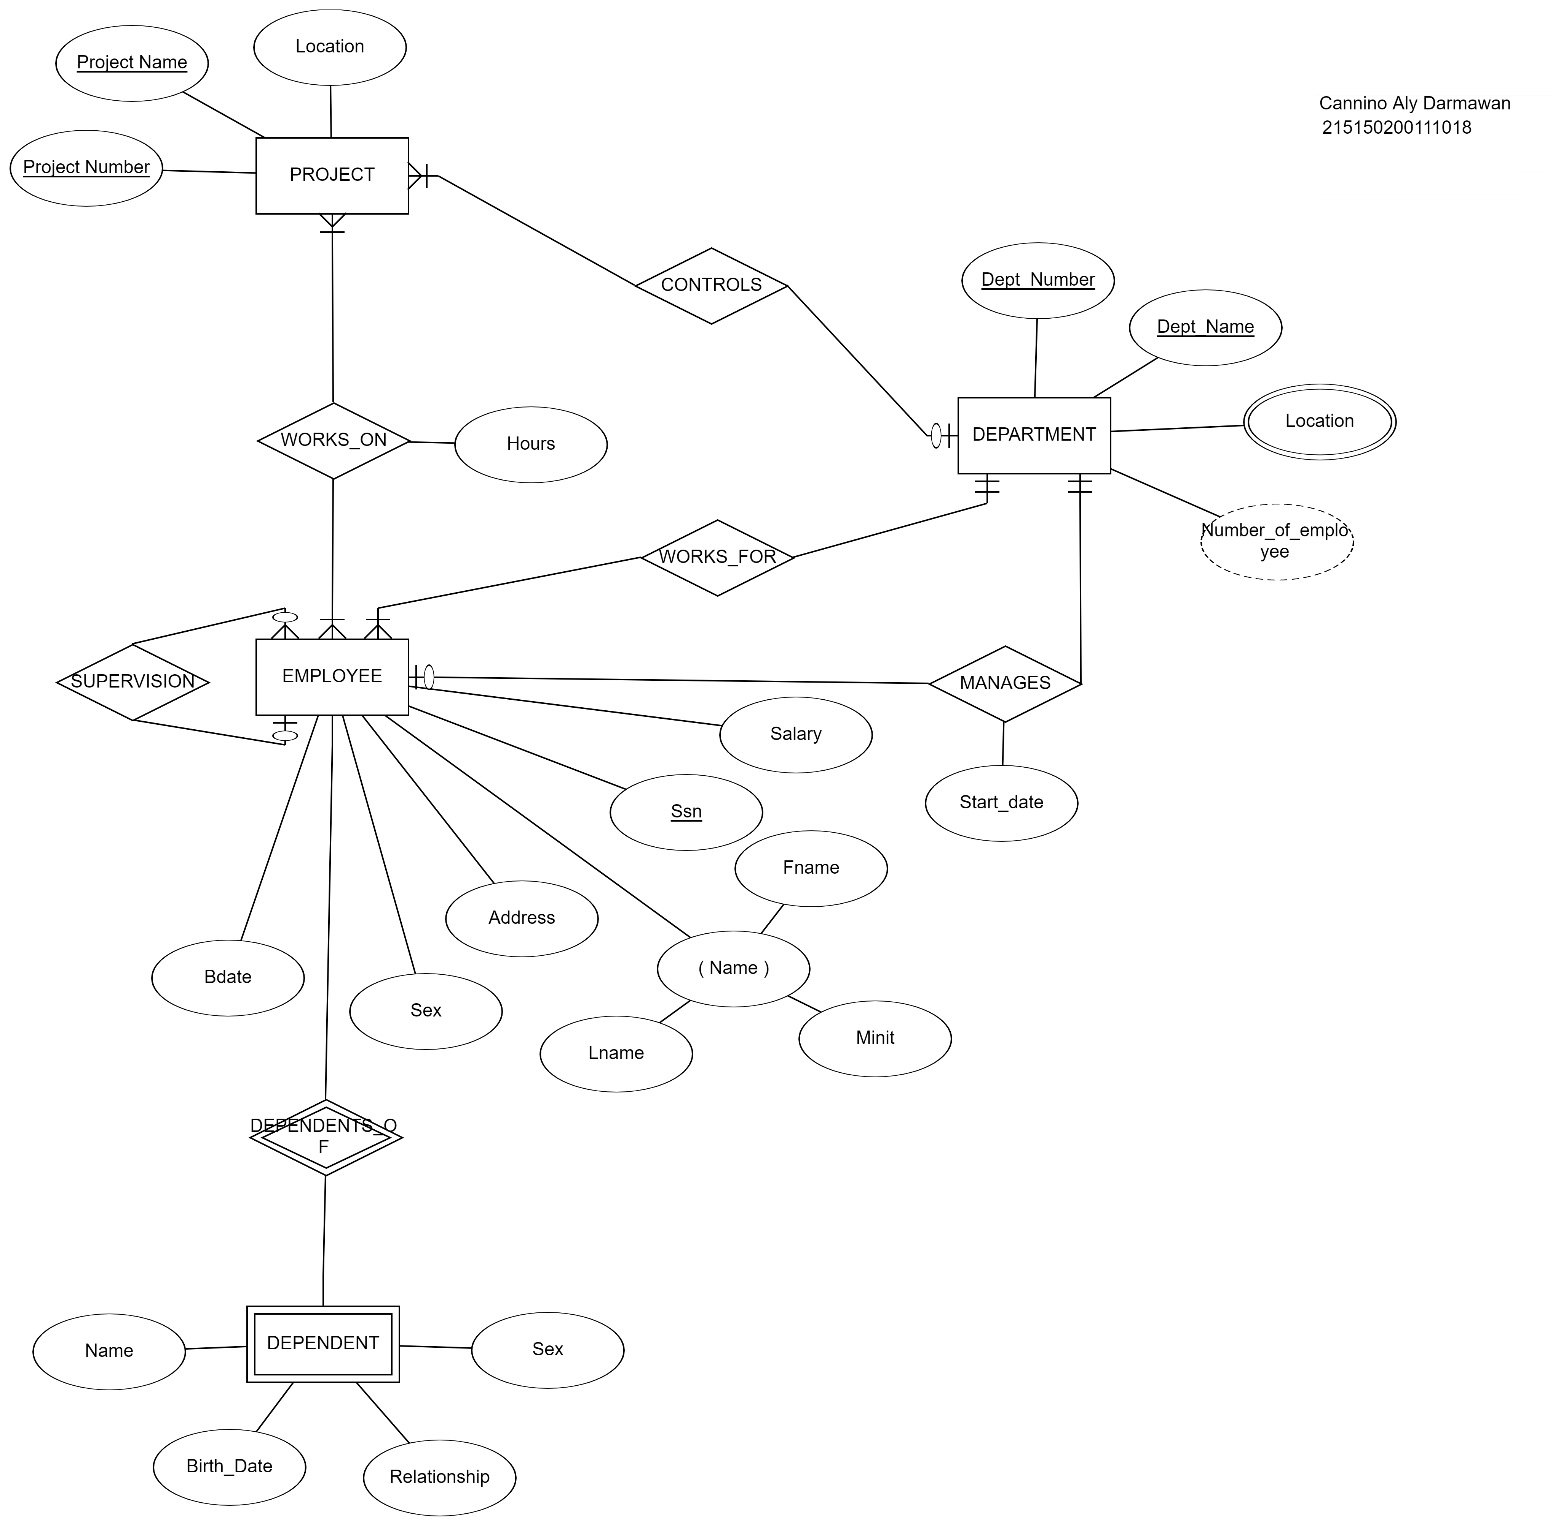 Location
Project Name
Cannino Aly Darmawan
215150200111018
Project Number
PROJECT
CONTROLS
Dept_Number
Dept_Name
Location
DEPARTMENT
WORKS_ON
Hours
Number_of_emplo
yee
WORKS_FOR
EMPLOYEE
SUPERVISION
MANAGES
Salary
Start_date
Ssn
Fname
Address
( Name )
Bdate
Sex
Minit
Lname
DEPENDENTS_O
F
DEPENDENT
Name
Sex
Birth_Date
Relationship